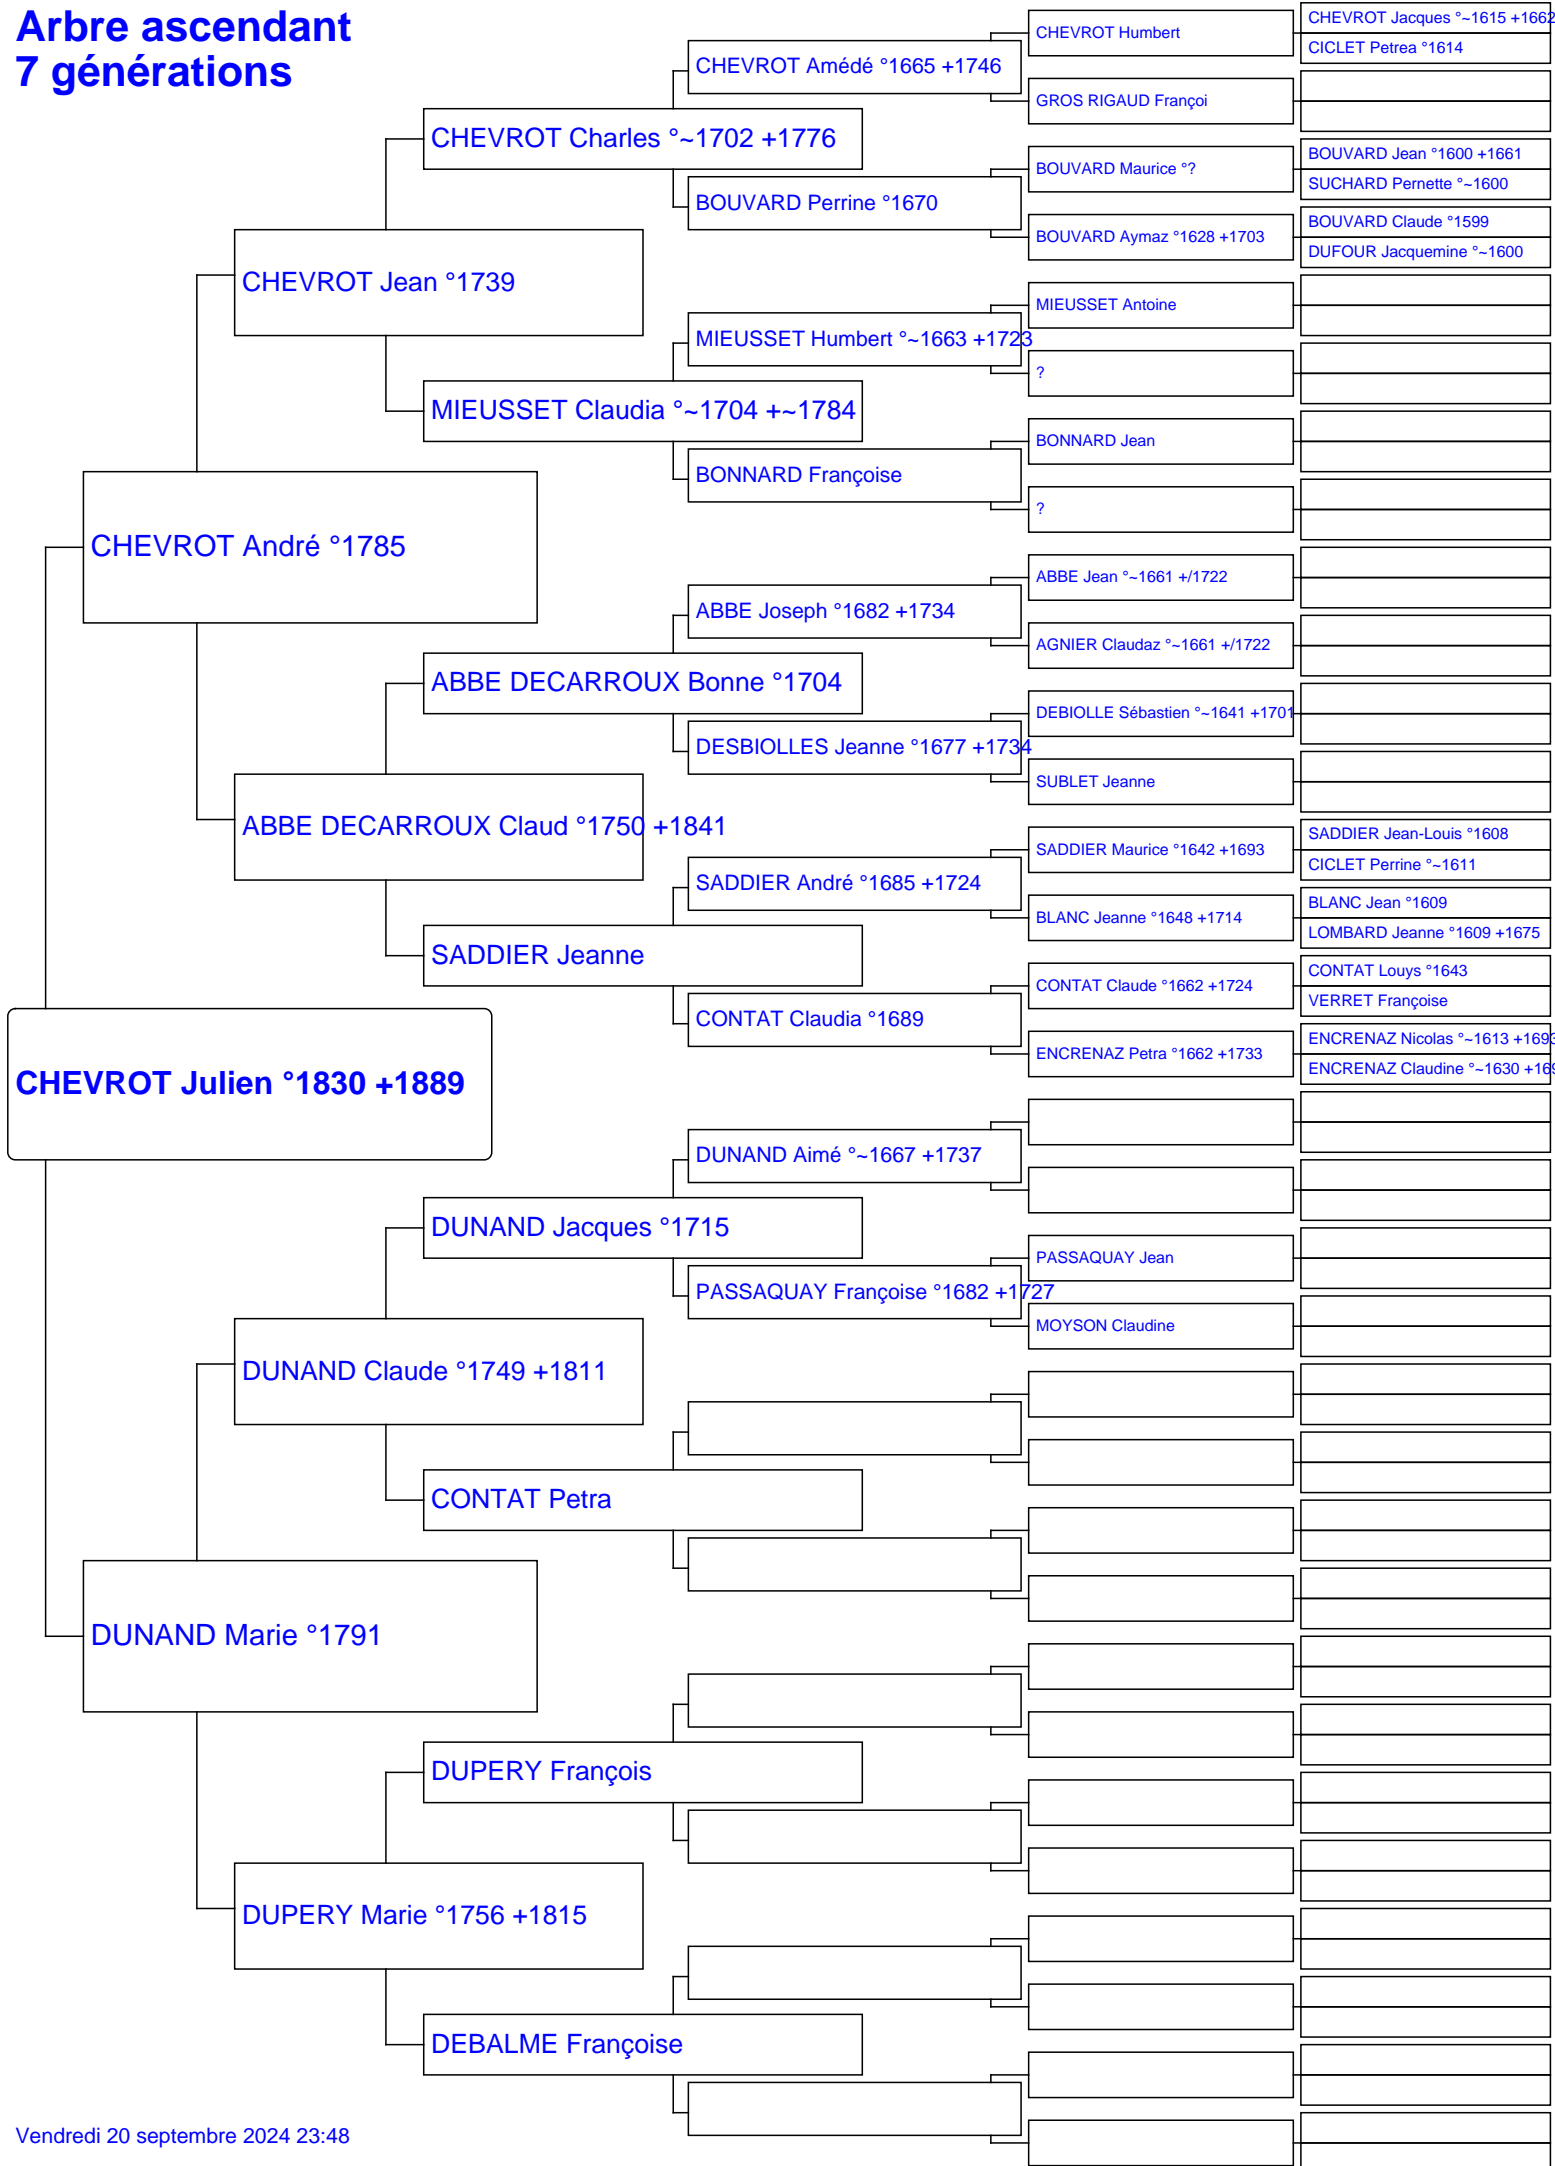 Arbre ascendant
7 générations
CHEVROT Julien °1830 +1889
CHEVROT André °1785
DUNAND Marie °1791
CHEVROT Jean °1739
ABBE DECARROUX Claud °1750 +1841
DUNAND Claude °1749 +1811
DUPERY Marie °1756 +1815
CHEVROT Charles °~1702 +1776
MIEUSSET Claudia °~1704 +~1784
ABBE DECARROUX Bonne °1704
SADDIER Jeanne
DUNAND Jacques °1715
CONTAT Petra
DUPERY François
DEBALME Françoise
CHEVROT Amédé °1665 +1746
BOUVARD Perrine °1670
MIEUSSET Humbert °~1663 +1723
BONNARD Françoise
ABBE Joseph °1682 +1734
DESBIOLLES Jeanne °1677 +1734
SADDIER André °1685 +1724
CONTAT Claudia °1689
DUNAND Aimé °~1667 +1737
PASSAQUAY Françoise °1682 +1727
CHEVROT Humbert
GROS RIGAUD Françoi
BOUVARD Maurice °?
BOUVARD Aymaz °1628 +1703
MIEUSSET Antoine
?
BONNARD Jean
?
ABBE Jean °~1661 +/1722
AGNIER Claudaz °~1661 +/1722
DEBIOLLE Sébastien °~1641 +1701
SUBLET Jeanne
SADDIER Maurice °1642 +1693
BLANC Jeanne °1648 +1714
CONTAT Claude °1662 +1724
ENCRENAZ Petra °1662 +1733
PASSAQUAY Jean
MOYSON Claudine
CHEVROT Jacques °~1615 +1662
CICLET Petrea °1614
BOUVARD Jean °1600 +1661
SUCHARD Pernette °~1600
BOUVARD Claude °1599
DUFOUR Jacquemine °~1600
SADDIER Jean-Louis °1608
CICLET Perrine °~1611
BLANC Jean °1609
LOMBARD Jeanne °1609 +1675
CONTAT Louys °1643
VERRET Françoise
ENCRENAZ Nicolas °~1613 +1693
ENCRENAZ Claudine °~1630
Vendredi 20 septembre 2024 23:48